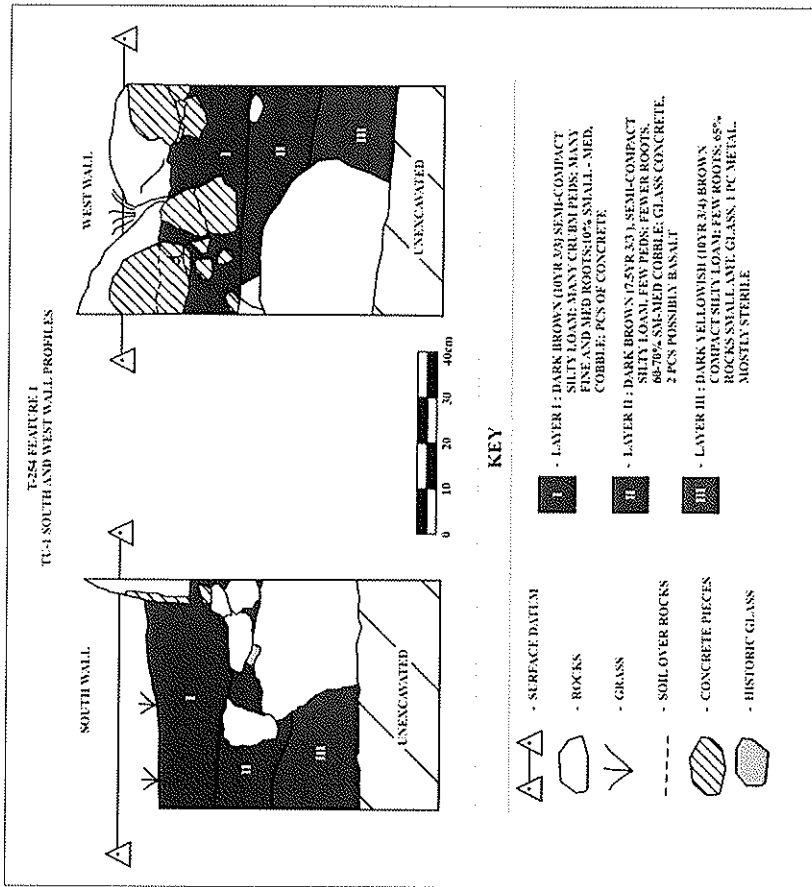 T-254 FEATURE 1
TU-1 SOUTH AND WEST WALL PROFILES
SOUTH WALL
WEST WALL
I
II
III
UNEXCAVATED
I
II
III
UNEXCAVATED
0 10 20 30 40cm
KEY
- SURFACE DATUM
- ROCKS
- GRASS
- SOIL OVER ROCKS
- CONCRETE PIECES
- HISTORIC GLASS
I - LAYER I : DARK BROWN (10YR 3/3) SEMI-COMPACT
SILTY LOAM; MANY CRUBM PEDS; MANY
FINE AND MED ROOTS;10% SMALL -MED,
COBBLE; PCS OF CONCRETE
II - LAYER II : DARK BROWN (7.5YR 3/3 ), SEMI-COMPACT
SILTY LOAM, FEW PEDS; FEWER ROOTS,
60-70% SM-MED COBBLE; GLASS CONCRETE,
2 PCS POSSIBLY BASALT
III - LAYER III : DARK YELLOWISH (10YR 3/4) BROWN
COMPACT SILTY LOAM; FEW ROOTS; 65%
ROCKS SMALL AMT. GLASS, 1 PC METAL,
MOSTLY STERILE